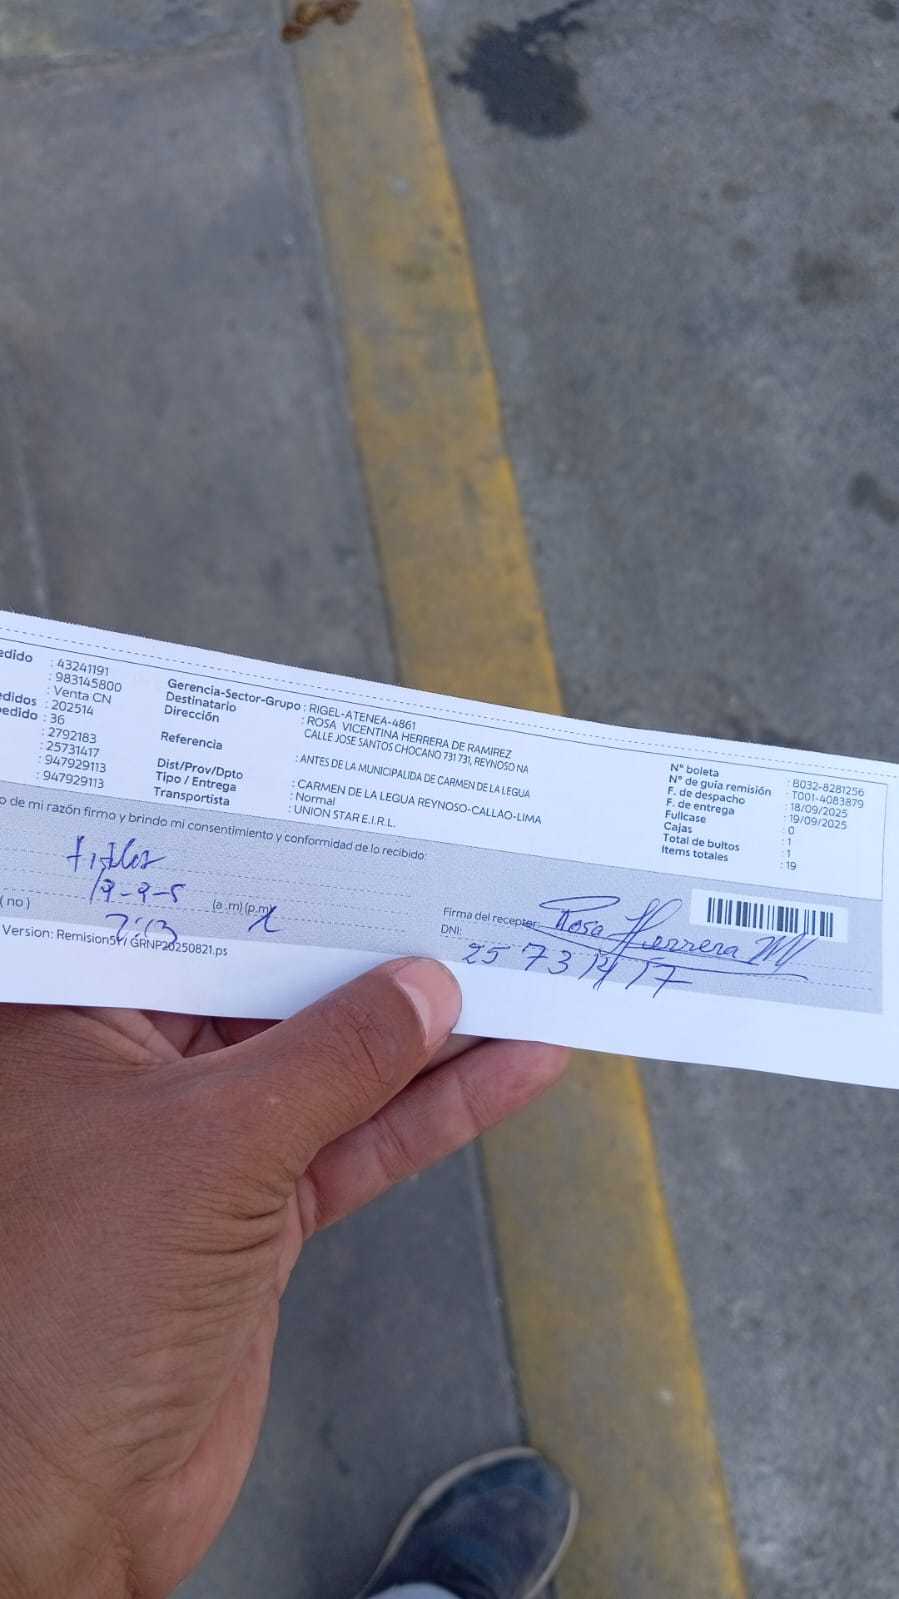 edido : 43241191
: 983145800
: Venta CN
edidos : 202514
edido : 36
: 2792183
: 25731417
: 947929113
: 947929113
Gerencia-Sector-Grupo : RIGEL-ATENEA-4861
Destinatario : ROSA VICENTINA HERRERA DE RAMIREZ
Dirección CALLE JOSE SANTOS CHOCANO 731 731, REYNOSO NA
Referencia : ANTES DE LA MUNICIPALIDA DE CARMEN DE LA LEGUA
Dist/Prov/Dpto : CARMEN DE LA LEGUA REYNOSO-CALLAO-LIMA
Tipo / Entrega : Normal
Transportista : UNION STAR E.I.R.L.
N° boleta : B032-8281256
N° de guía remisión : T001-4083879
F. de despacho : 18/09/2025
F. de entrega : 19/09/2025
Fullcase : 0
Cajas : 1
Total de bultos : 1
Items totales : 19
o de mi razón firmo y brindo mi consentimiento y conformidad de lo recibido:
19-9-5
( no ) (a .m) (p.m) x
Firma del receptor: Rosa Herrera
DNI: 25731417
Version: Remision5Y/ GRNP20250821.ps